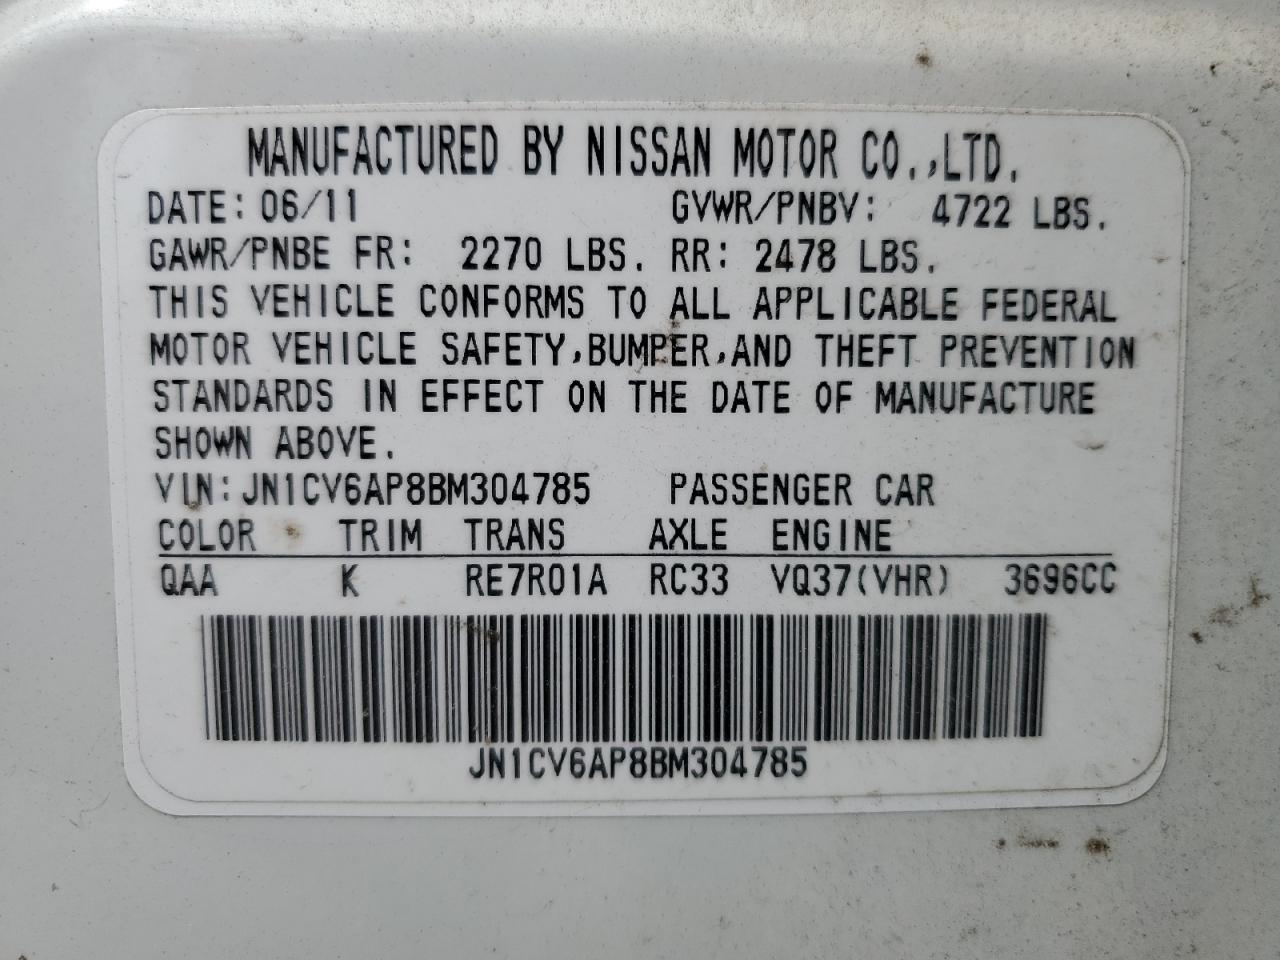 MANUFACTURED BY NISSAN MOTOR CO.,LTD.
DATE: 06/11 GVWR/PNBV: 4722 LBS.
GAWR/PNBE FR: 2270 LBS. RR: 2478 LBS.
THIS VEHICLE CONFORMS TO ALL APPLICABLE FEDERAL
MOTOR VEHICLE SAFETY,BUMPER,AND THEFT PREVENTION
STANDARDS IN EFFECT ON THE DATE OF MANUFACTURE
SHOWN ABOVE.
VIN: JN1CV6AP8BM304785 PASSENGER CAR
COLOR TRIM TRANS AXLE ENGINE
QAA K RE7R01A RC33 VQ37(VHR) 3696CC
JN1CV6AP8BM304785